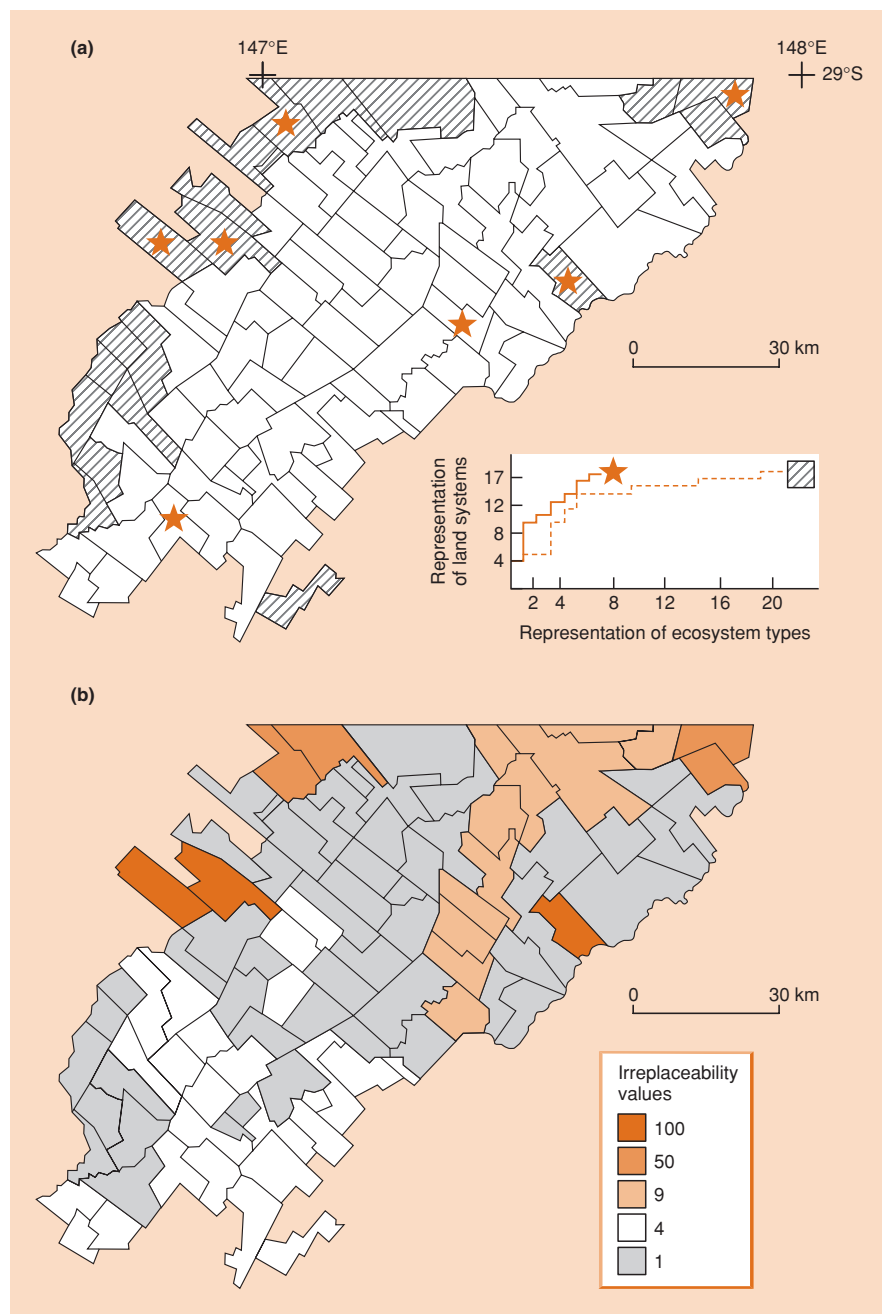 (a)
147°E
148°E
29°S
0
30 km
Representation
of land systems
17
12
8
4
2
4
8
12
16
20
Representation of ecosystem types
(b)
0
30 km
Irreplaceability
values
100
50
9
4
1